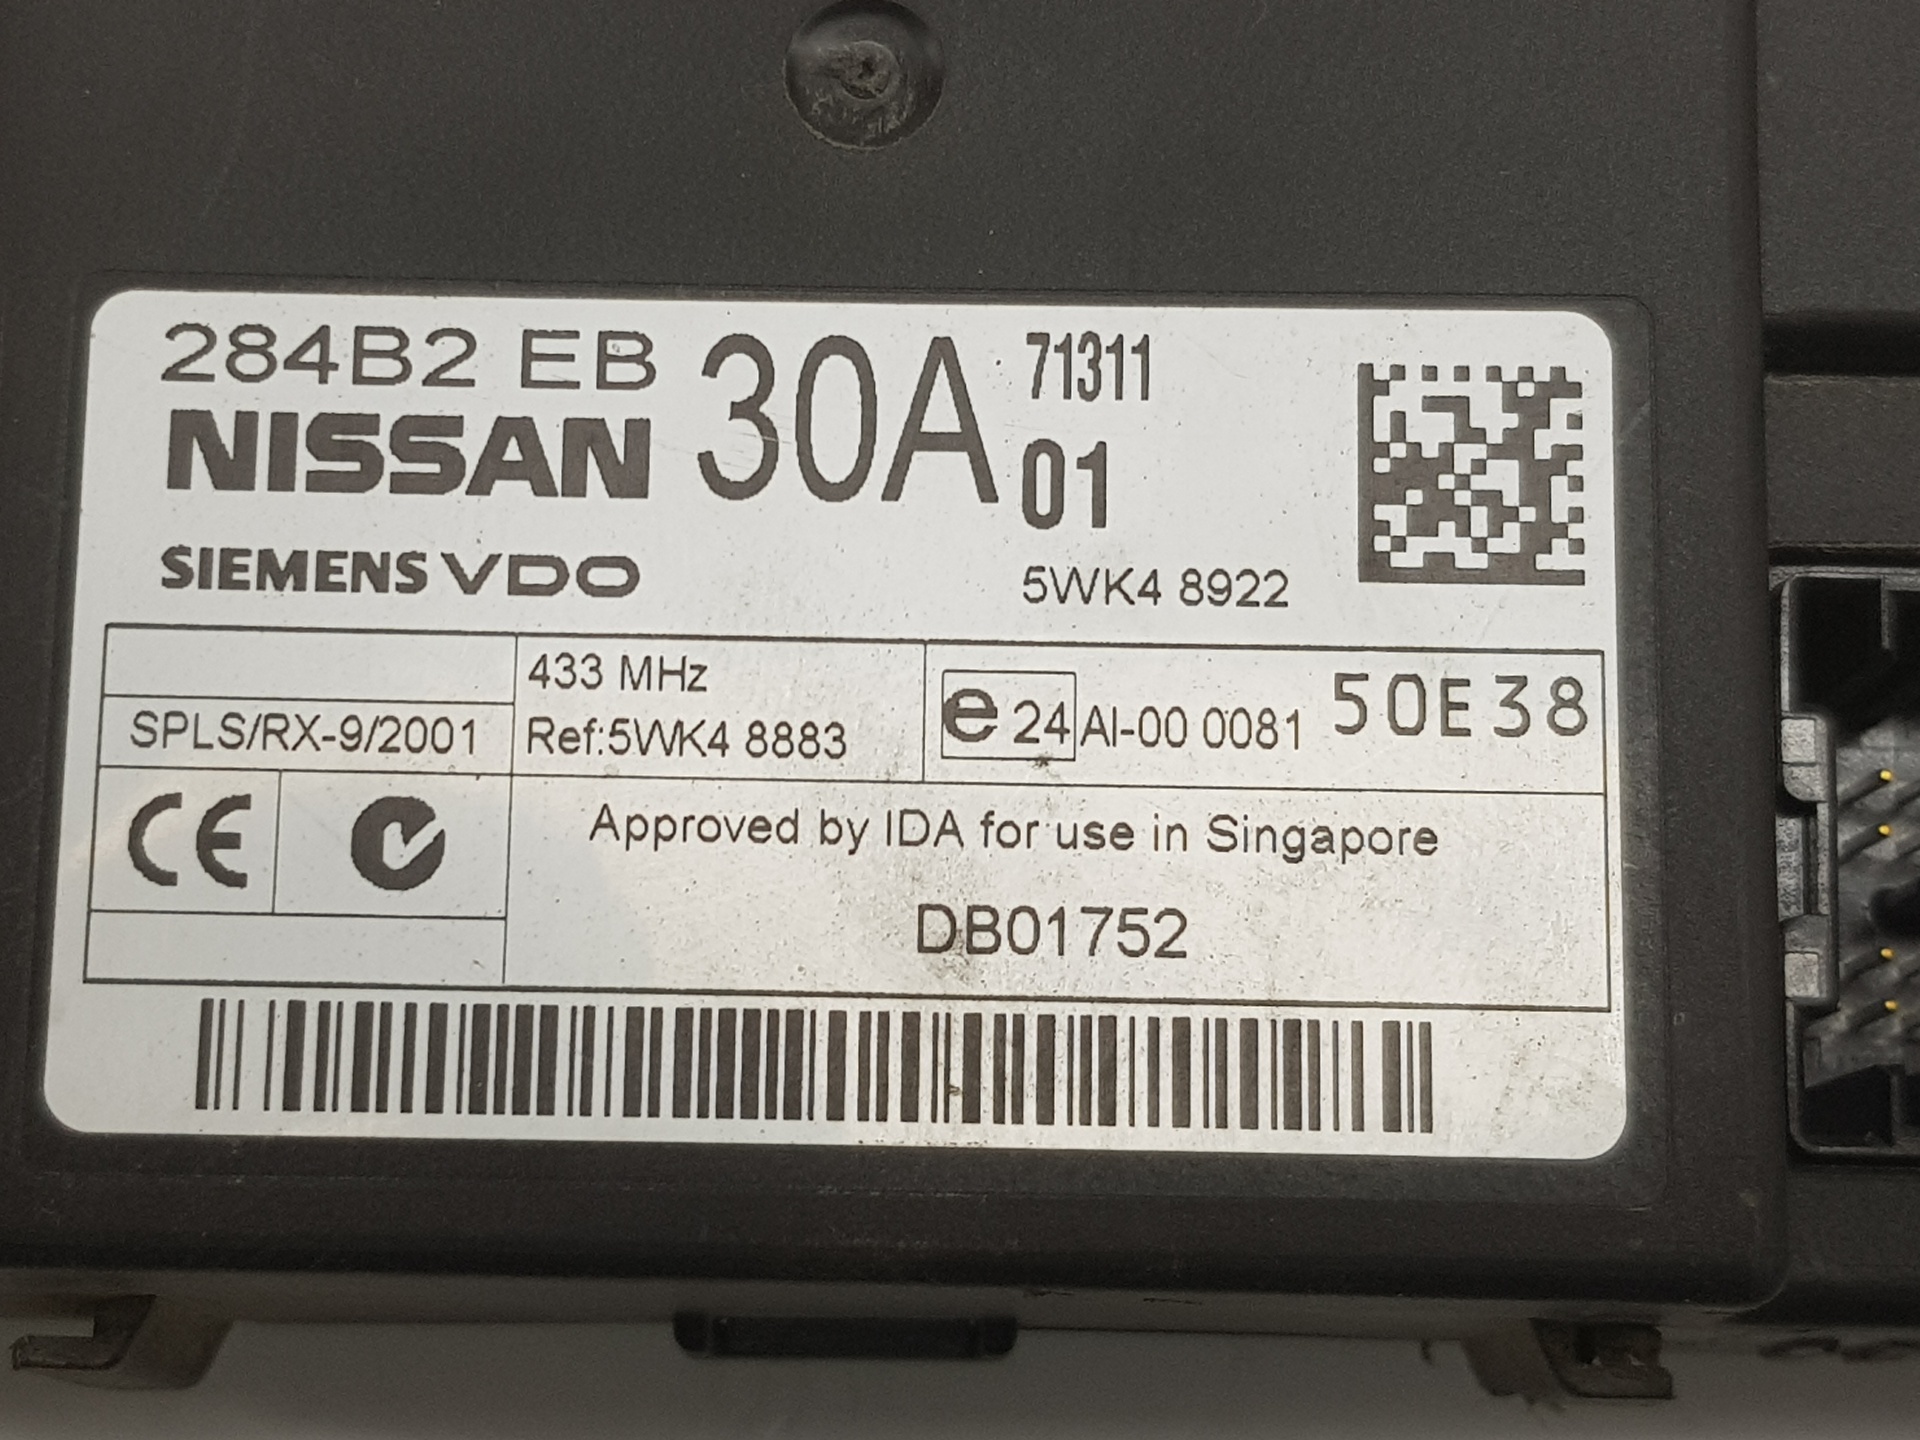 284B2 EB 30A 71311
NISSAN 01
SIEMENS VDO 5WK4 8922
433 MHz
SPLS/RX-9/2001 Ref:5WK4 8883 e 24 AI-00 0081 50E38
CE
Approved by IDA for use in Singapore
DB01752